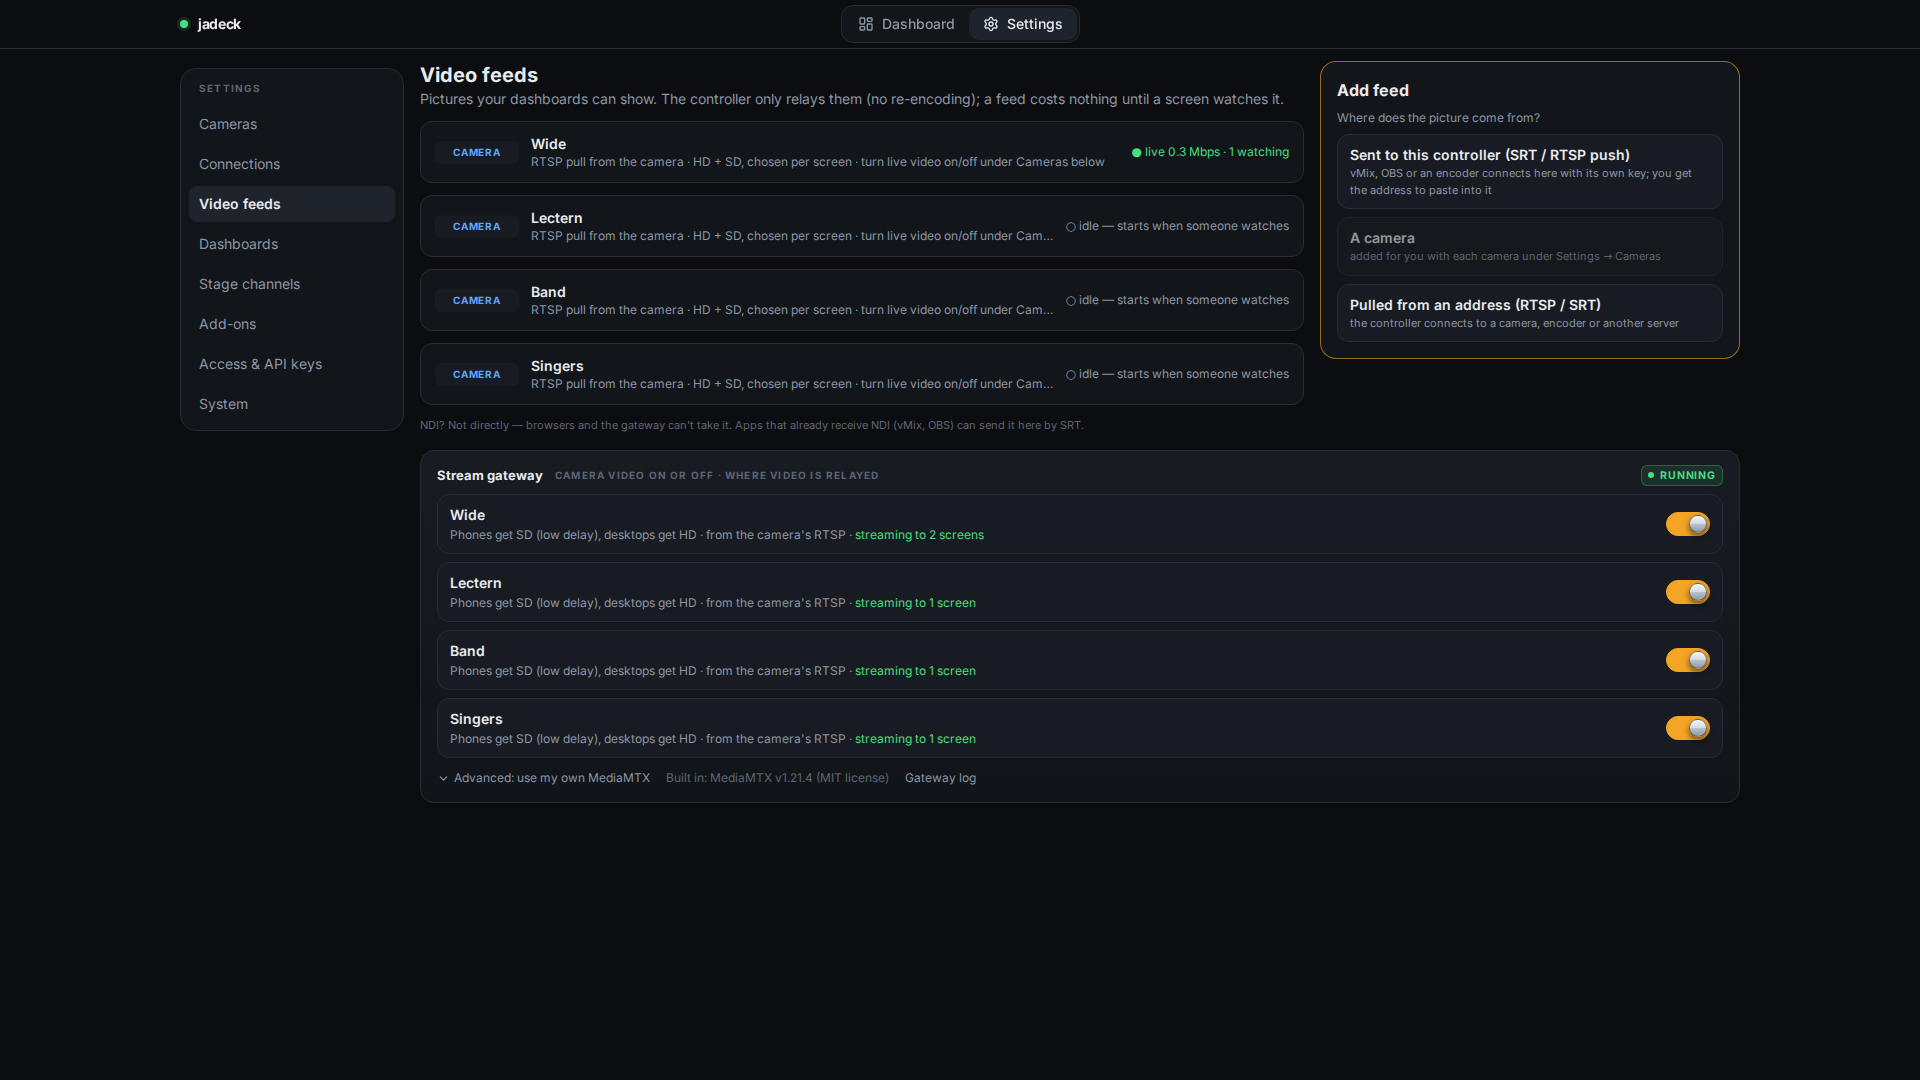 jadeck
Dashboard
Settings
SETTINGS
Cameras
Connections
Video feeds
Dashboards
Stage channels
Add-ons
Access & API keys
System
Video feeds
Pictures your dashboards can show. The controller only relays them (no re-encoding); a feed costs nothing until a screen watches it.
CAMERA
Wide
RTSP pull from the camera · HD + SD, chosen per screen · turn live video on/off under Cameras below
live 0.3 Mbps · 1 watching
CAMERA
Lectern
RTSP pull from the camera · HD + SD, chosen per screen · turn live video on/off under Cam...
idle — starts when someone watches
CAMERA
Band
RTSP pull from the camera · HD + SD, chosen per screen · turn live video on/off under Cam...
idle — starts when someone watches
CAMERA
Singers
RTSP pull from the camera · HD + SD, chosen per screen · turn live video on/off under Cam...
idle — starts when someone watches
NDI? Not directly — browsers and the gateway can't take it. Apps that already receive NDI (vMix, OBS) can send it here by SRT.
Add feed
Where does the picture come from?
Sent to this controller (SRT / RTSP push)
vMix, OBS or an encoder connects here with its own key; you get
the address to paste into it
A camera
added for you with each camera under Settings → Cameras
Pulled from an address (RTSP / SRT)
the controller connects to a camera, encoder or another server
Stream gateway
CAMERA VIDEO ON OR OFF · WHERE VIDEO IS RELAYED
RUNNING
Wide
Phones get SD (low delay), desktops get HD · from the camera's RTSP · streaming to 2 screens
Lectern
Phones get SD (low delay), desktops get HD · from the camera's RTSP · streaming to 1 screen
Band
Phones get SD (low delay), desktops get HD · from the camera's RTSP · streaming to 1 screen
Singers
Phones get SD (low delay), desktops get HD · from the camera's RTSP · streaming to 1 screen
Advanced: use my own MediaMTX
Built in: MediaMTX v1.21.4 (MIT license)
Gateway log